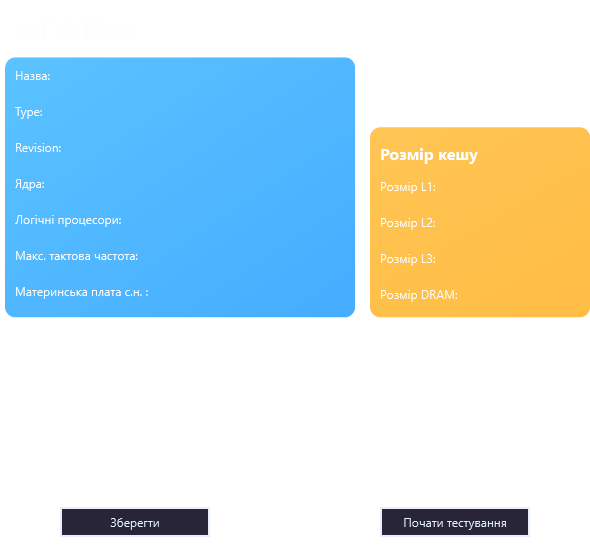 Назва:
Type:
Revision:
Ядра:
Логічні процесори:
Макс. тактова частота:
Материнська плата с.н. :
Розмір кешу
Розмір L1:
Розмір L2:
Розмір L3:
Розмір DRAM:
Зберегти
Почати тестування